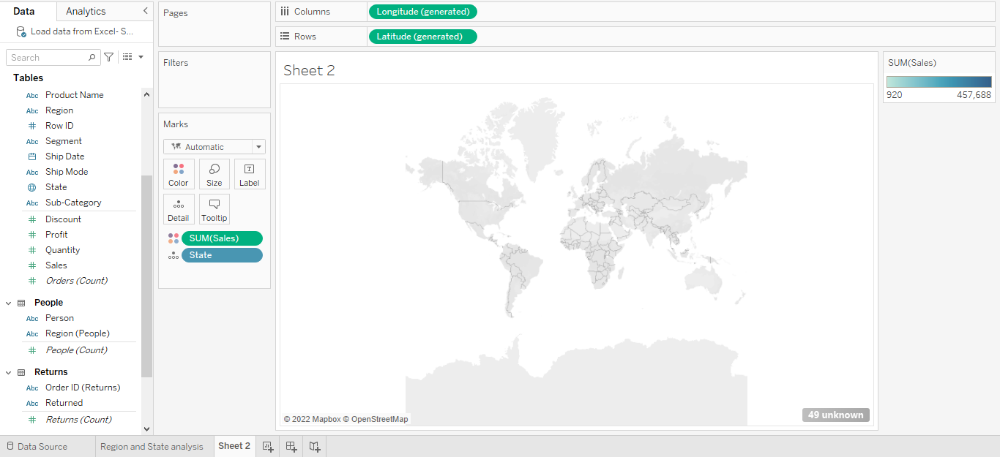 Data
Analytics
Load data from Excel- S...
Search
Tables
Abc Product Name
Abc Region
# Row ID
Abc Segment
Ship Date
Abc Ship Mode
State
Abc Sub-Category
# Discount
# Profit
# Quantity
# Sales
# Orders (Count)
People
Abc Person
Abc Region (People)
# People (Count)
Returns
Abc Order ID (Returns)
Abc Returned
# Returns (Count)
Pages
Filters
Marks
Automatic
Color Size Label
Detail Tooltip
SUM(Sales)
State
Columns Longitude (generated)
Rows Latitude (generated)
Sheet 2
© 2022 Mapbox © OpenStreetMap
49 unknown
SUM(Sales)
920 457,688
Data Source
Region and State analysis
Sheet 2